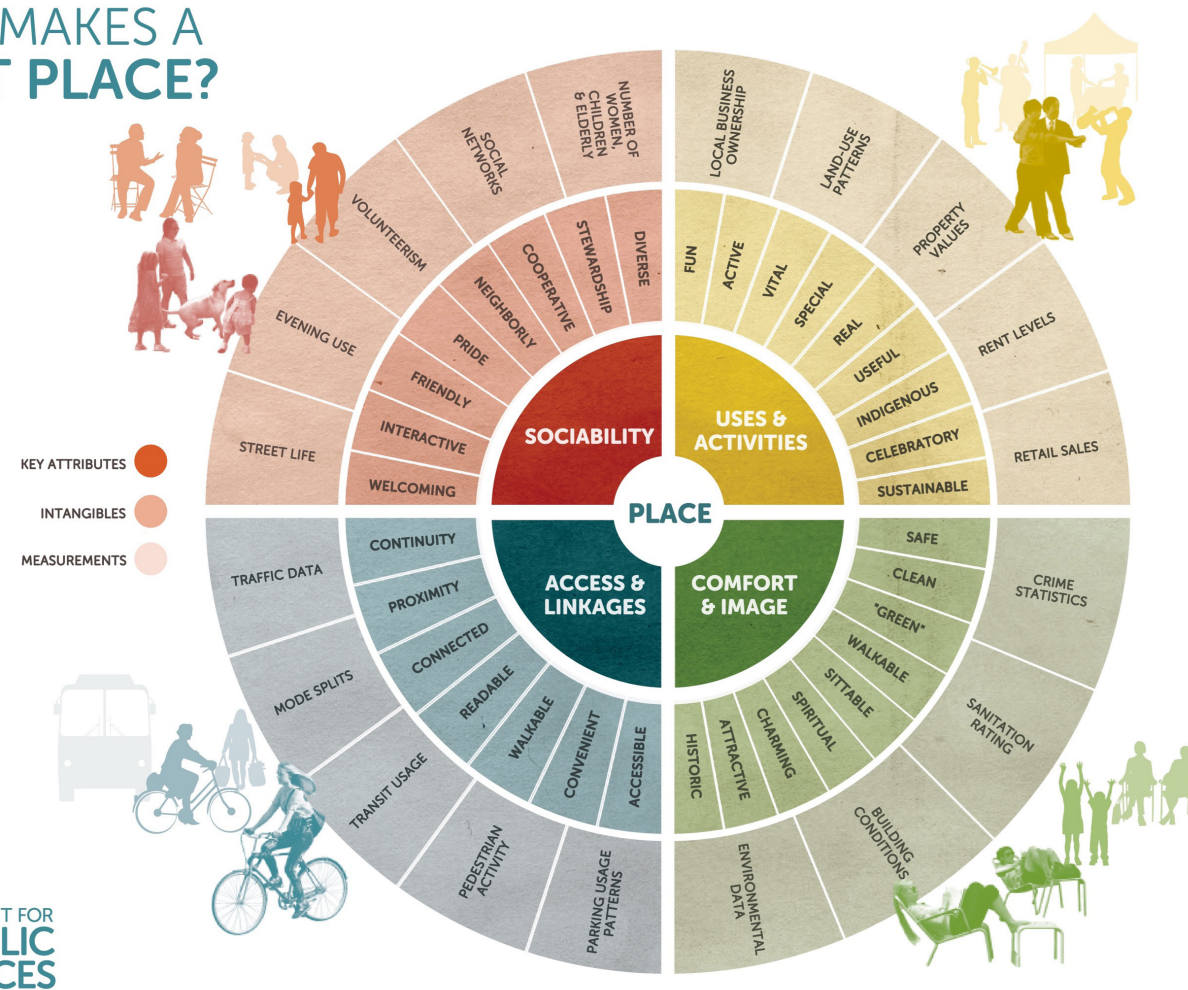 MAKES A
T PLACE?
KEY ATTRIBUTES
INTANGIBLES
MEASUREMENTS
PLACE
SOCIABILITY
USES &
ACTIVITIES
ACCESS &
LINKAGES
COMFORT
& IMAGE
WELCOMING
INTERACTIVE
FRIENDLY
PRIDE
NEIGHBORLY
COOPERATIVE
STEWARDSHIP
DIVERSE
FUN
ACTIVE
VITAL
SPECIAL
REAL
USEFUL
INDIGENOUS
CELEBRATORY
SUSTAINABLE
SAFE
CLEAN
"GREEN"
WALKABLE
SITTABLE
SPIRITUAL
CHARMING
ATTRACTIVE
HISTORIC
ACCESSIBLE
CONVENIENT
WALKABLE
READABLE
CONNECTED
PROXIMITY
CONTINUITY
STREET LIFE
EVENING USE
VOLUNTEERISM
SOCIAL
NETWORKS
NUMBER OF
WOMEN,
CHILDREN
& ELDERLY
LOCAL BUSINESS
OWNERSHIP
LAND-USE
PATTERNS
PROPERTY
VALUES
RENT LEVELS
RETAIL SALES
CRIME
STATISTICS
SANITATION
RATING
BUILDING
CONDITIONS
ENVIRONMENTAL
DATA
PARKING USAGE
PATTERNS
PEDESTRIAN
ACTIVITY
TRANSIT USAGE
MODE SPLITS
TRAFFIC DATA
T FOR
LIC
CES